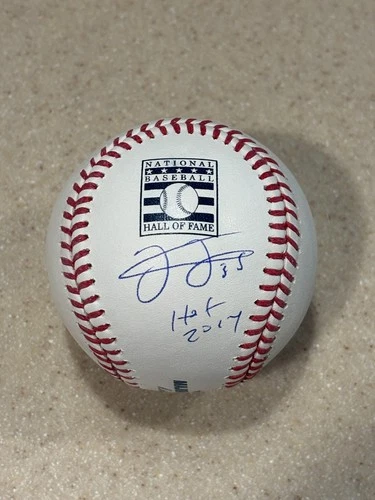 NATIONAL
BASEBALL
HALL OF FAME
35
HoF
2014